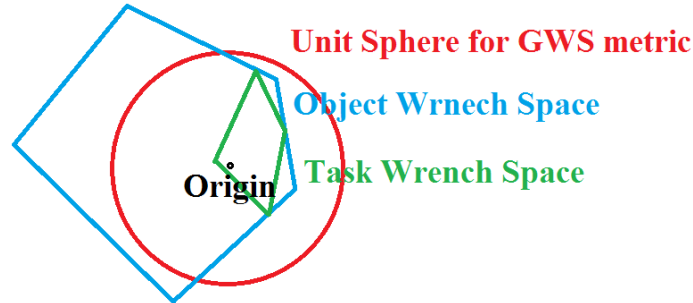 Unit Sphere for GWS metric
Object Wrnech Space
Task Wrench Space
Origin